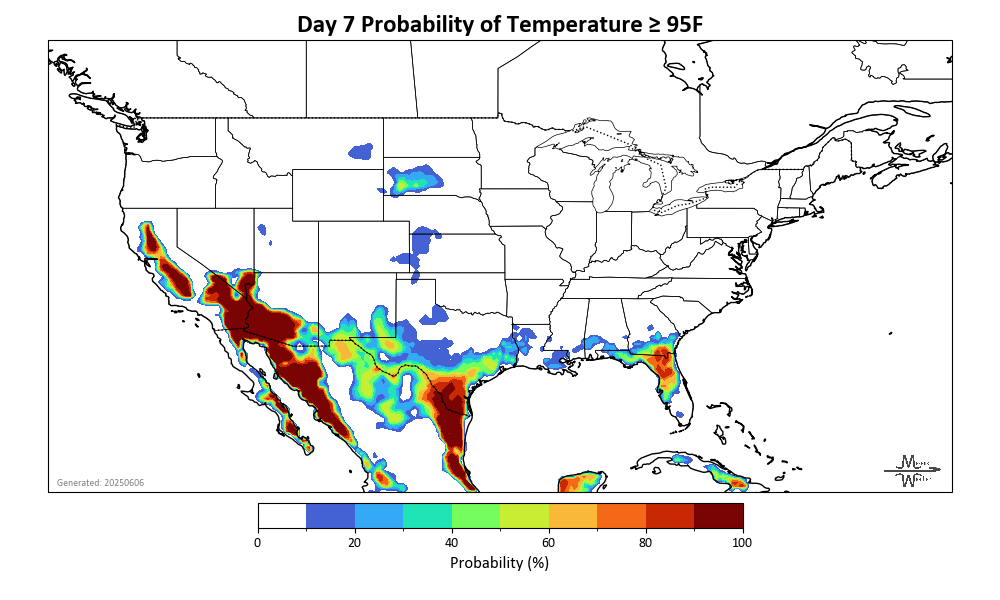 Day 7 Probability of Temperature ≥ 95F
Generated: 20250606
0 20 40 60 80 100
Probability (%)